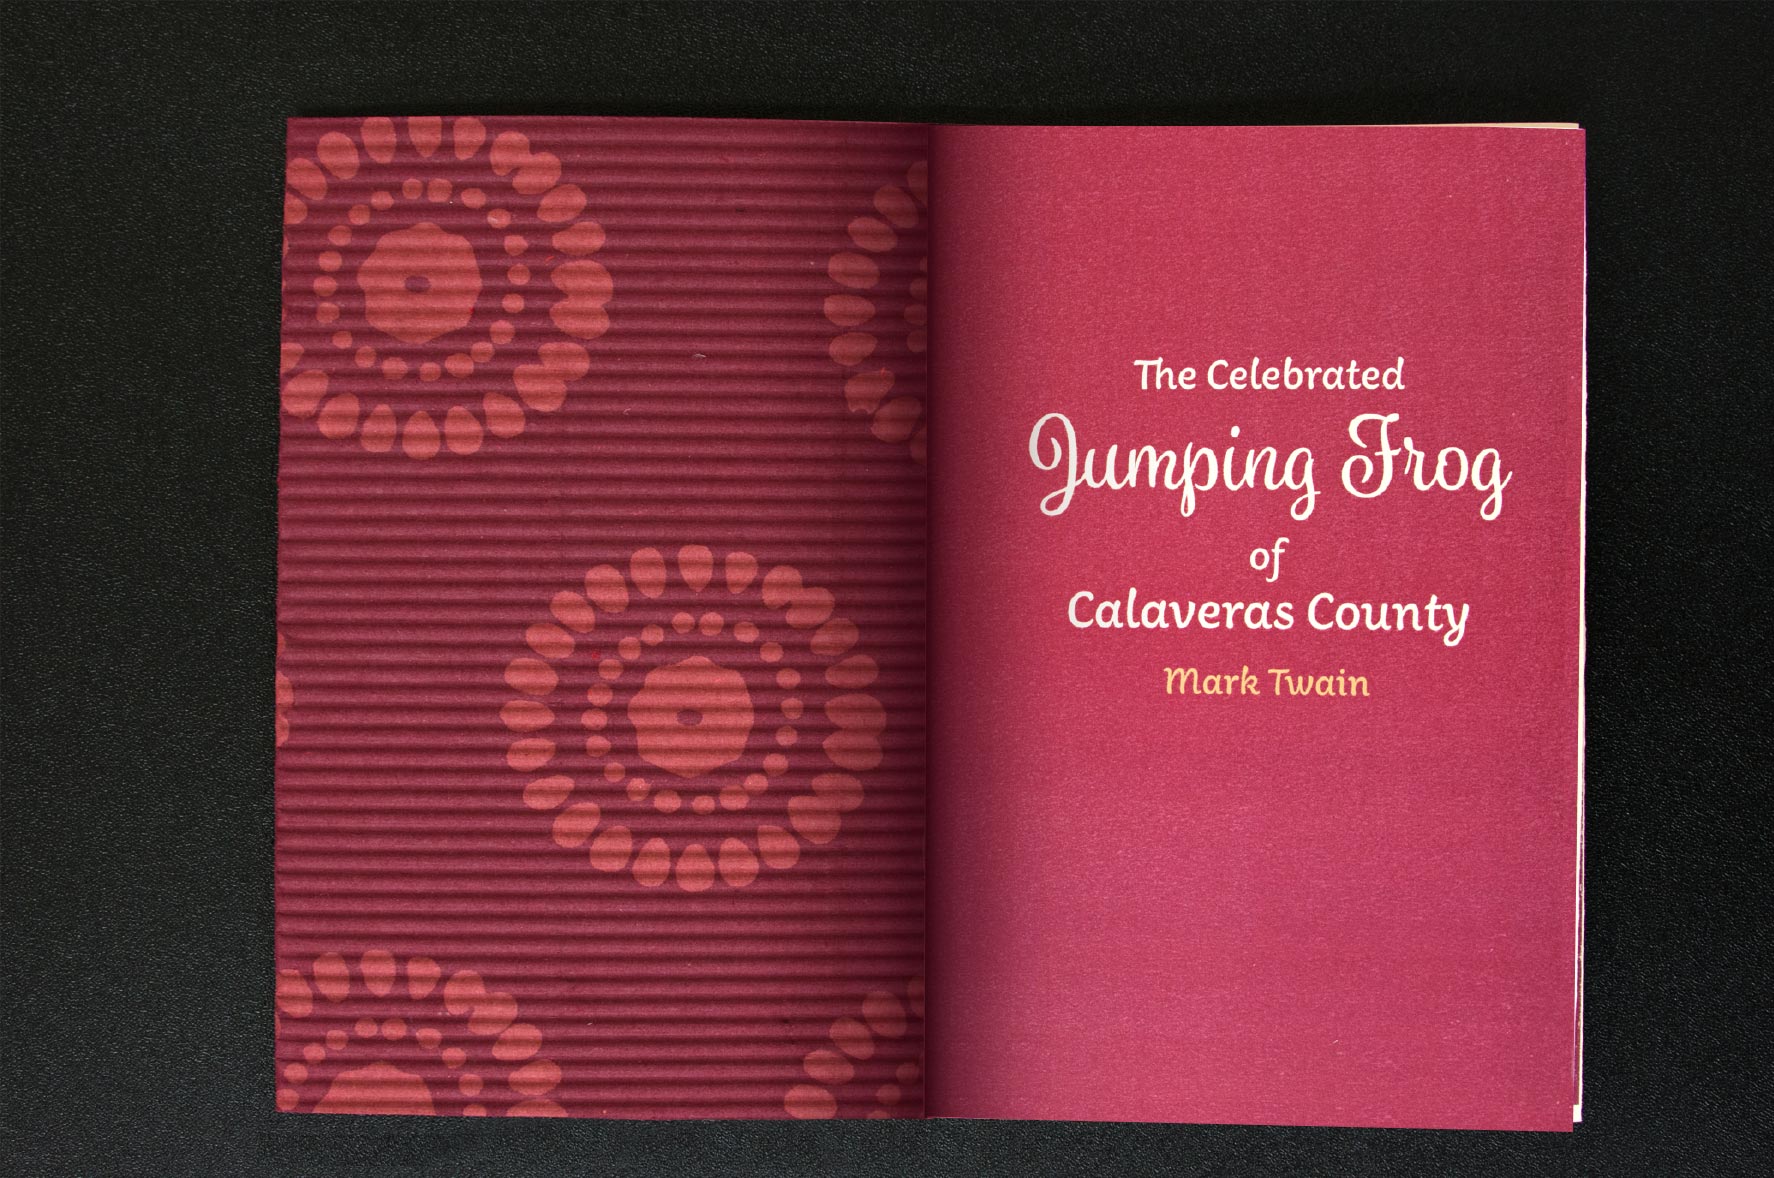 The Celebrated
Jumping Frog
of
Calaveras County
Mark Twain